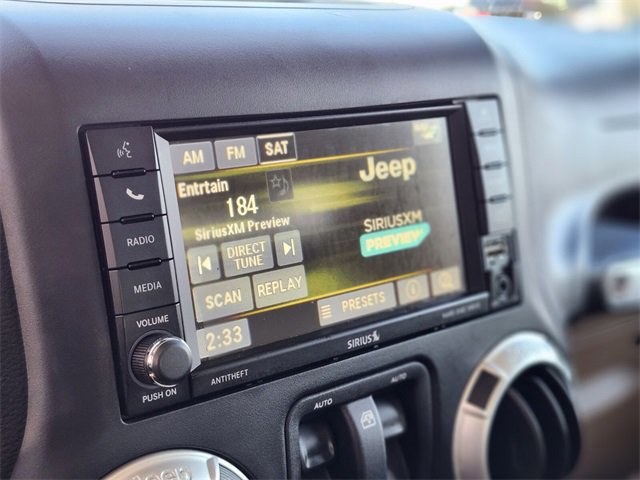 AM FM SAT
Jeep
Entrtain
184
SiriusXM Preview
SIRIUSXM
PREVIEW
DIRECT
TUNE
SCAN
REPLAY
PRESETS
2:33
RADIO
MEDIA
VOLUME
PUSH ON
ANTITHEFT
SIRIUS
AUTO
AUTO
Jeep